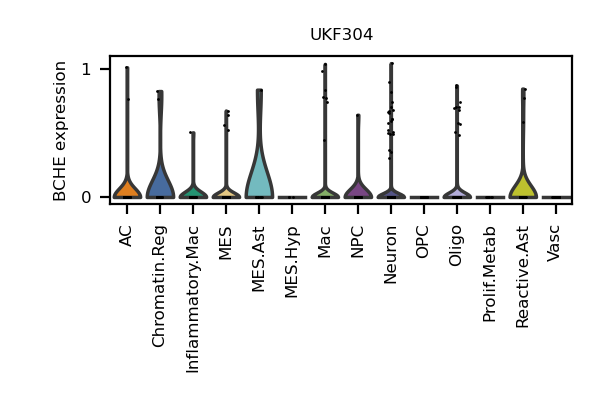 UKF304
BCHE expression
1
0
AC
Chromatin.Reg
Inflammatory.Mac
MES
MES.Ast
MES.Hyp
Mac
NPC
Neuron
OPC
Oligo
Prolif.Metab
Reactive.Ast
Vasc